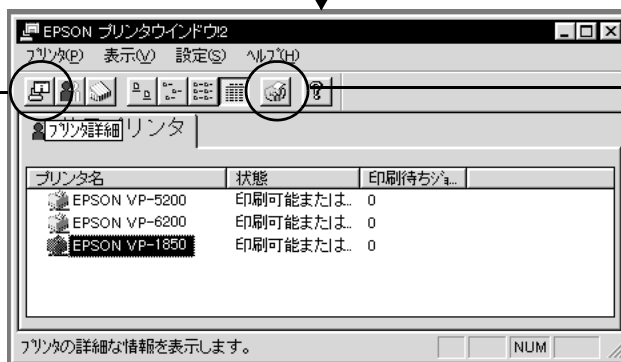 EPSON プリンタウインドウ!2
プリンタ(P) 表示(V) 設定(S) ヘルプ(H)
プリンタ詳細 リンタ
プリンタ名 状態 印刷待ちジョ...
EPSON VP-5200 印刷可能または... 0
EPSON VP-6200 印刷可能または... 0
EPSON VP-1850 印刷可能または... 0
プリンタの詳細な情報を表示します。 NUM